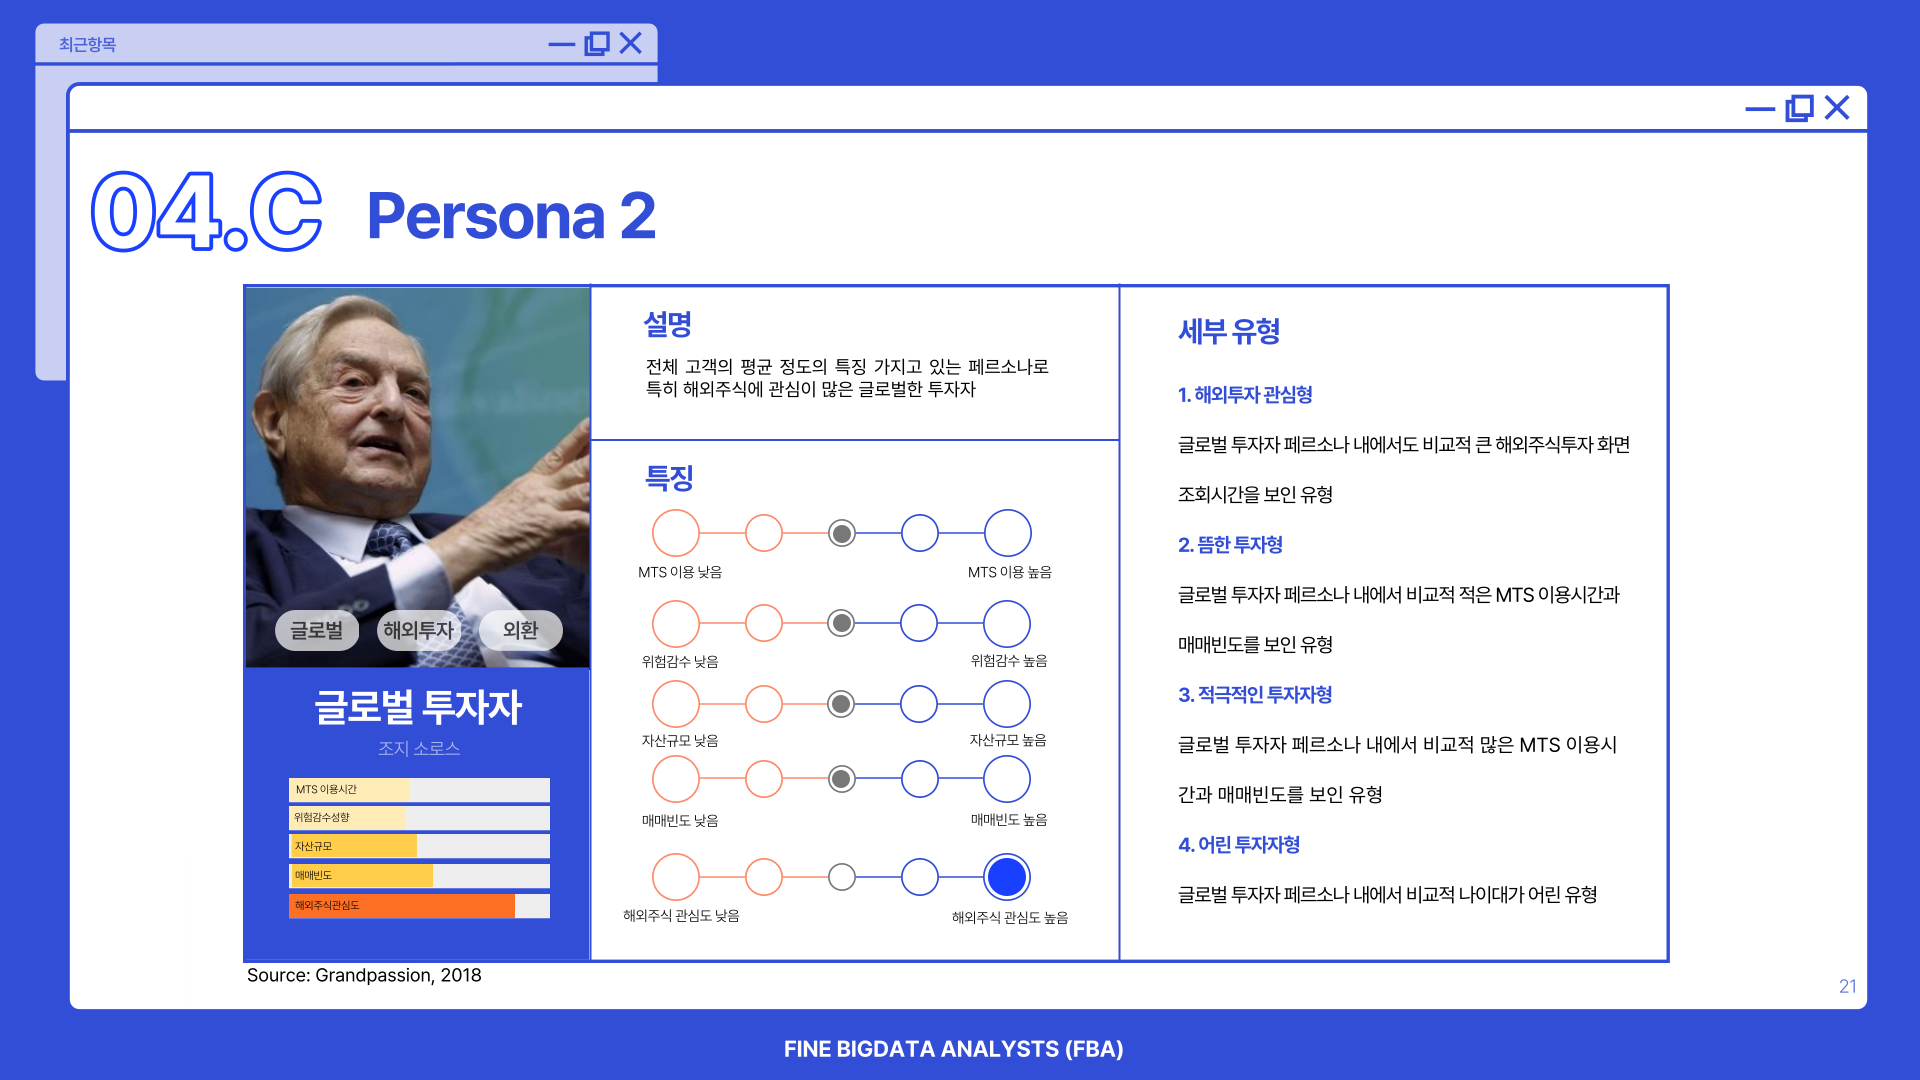 최근항목
04.C Persona 2
글로벌 해외투자 외환
글로벌 투자자
조지 소로스
MTS 이용시간
위험감수성향
자산규모
매매빈도
해외주식관심도
설명
전체 고객의 평균 정도의 특징 가지고 있는 페르소나로
특히 해외주식에 관심이 많은 글로벌한 투자자
특징
MTS 이용 낮음 MTS 이용 높음
위험감수 낮음 위험감수 높음
자산규모 낮음 자산규모 높음
매매빈도 낮음 매매빈도 높음
해외주식 관심도 낮음 해외주식 관심도 높음
세부 유형
1. 해외투자 관심형
글로벌 투자자 페르소나 내에서도 비교적 큰 해외주식투자 화면
조회시간을 보인 유형
2. 뜸한 투자형
글로벌 투자자 페르소나 내에서 비교적 적은 MTS 이용시간과
매매빈도를 보인 유형
3. 적극적인 투자자형
글로벌 투자자 페르소나 내에서 비교적 많은 MTS 이용시
간과 매매빈도를 보인 유형
4. 어린 투자자형
글로벌 투자자 페르소나 내에서 비교적 나이대가 어린 유형
Source: Grandpassion, 2018
21
FINE BIGDATA ANALYSTS (FBA)